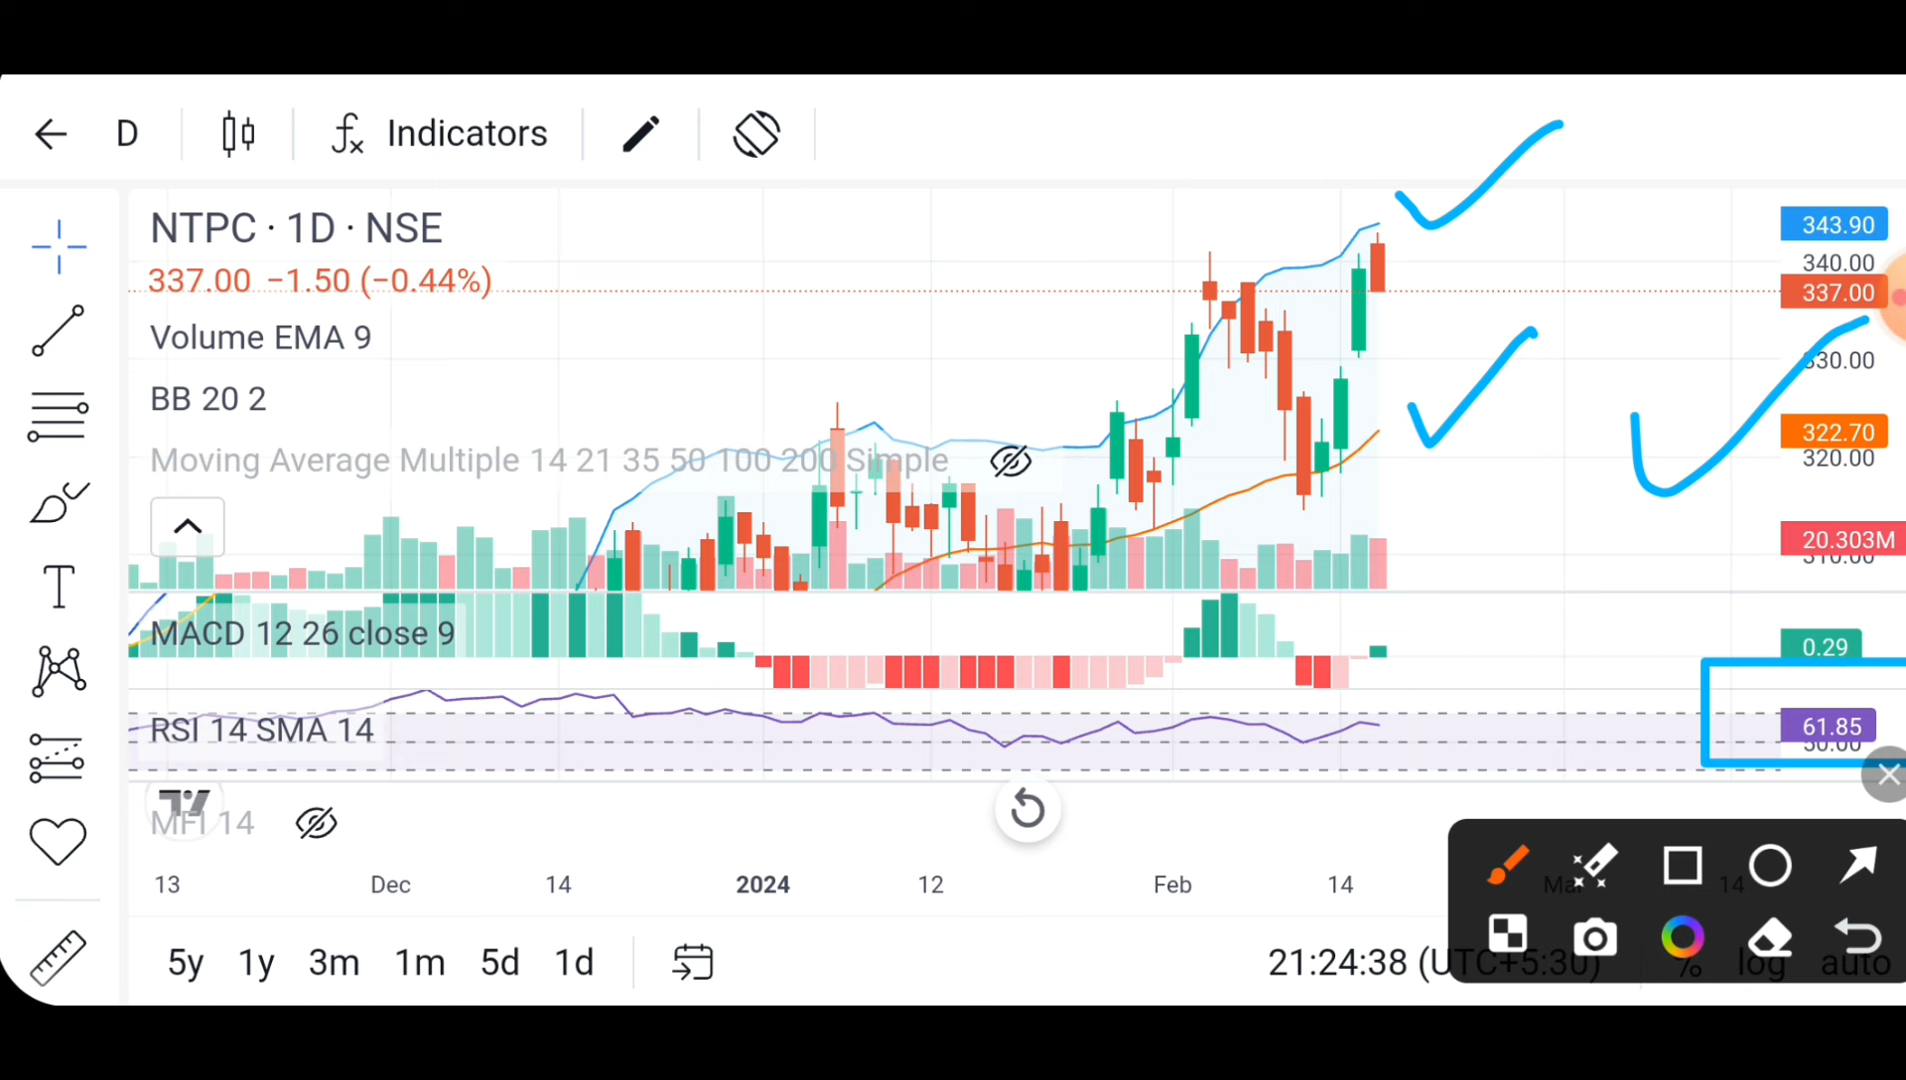 D
Indicators
NTPC · 1D · NSE
337.00 −1.50 (−0.44%)
Volume EMA 9
BB 20 2
Moving Average Multiple 14 21 35 50 100 200 Simple
343.90
340.00
337.00
330.00
322.70
320.00
20.303M
310.00
MACD 12 26 close 9
0.29
RSI 14 SMA 14
61.85
50.00
MFI 14
13 Dec 14 2024 12 Feb 14 Mar 14
5y 1y 3m 1m 5d 1d
21:24:38 (UTC+5:30) % log auto